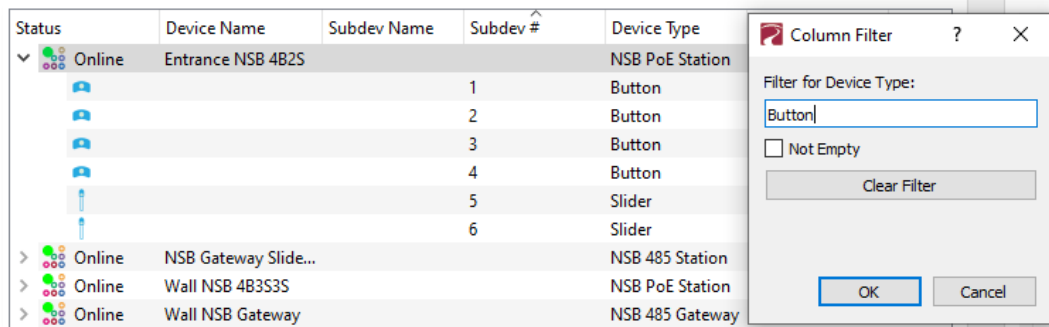 Status Device Name Subdev Name Subdev # Device Type
Online Entrance NSB 4B2S NSB PoE Station
1 Button
2 Button
3 Button
4 Button
5 Slider
6 Slider
Online NSB Gateway Slide... NSB 485 Station
Online Wall NSB 4B3S3S NSB PoE Station
Online Wall NSB Gateway NSB 485 Gateway
Column Filter ?
Filter for Device Type:
Button
Not Empty
Clear Filter
OK Cancel